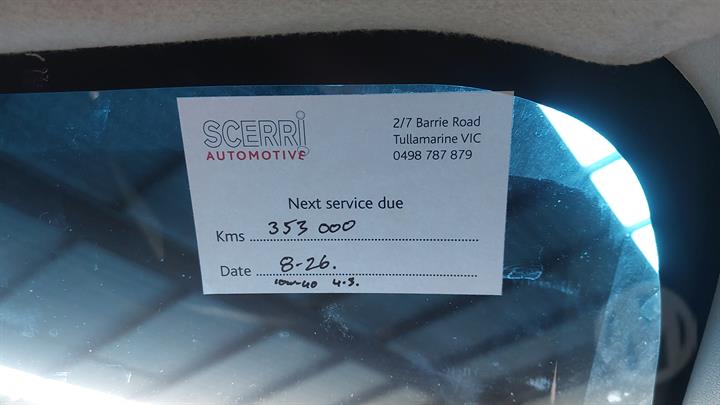 SCERRI
AUTOMOTIVE
2/7 Barrie Road
Tullamarine VIC
0498 787 879
Next service due
Kms 353 000
Date 8-26.
10W-40 4.3.